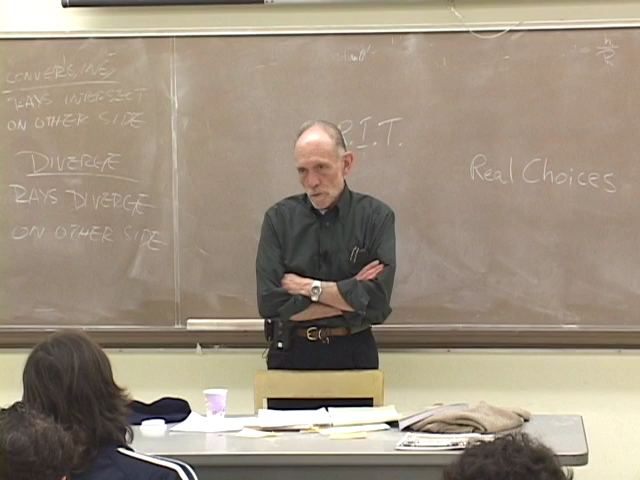 CONVERGING
RAYS INTERSECT
ON OTHER SIDE
DIVERGE
RAYS DIVERGE
ON OTHER SIDE
.I.T.
Real Choices